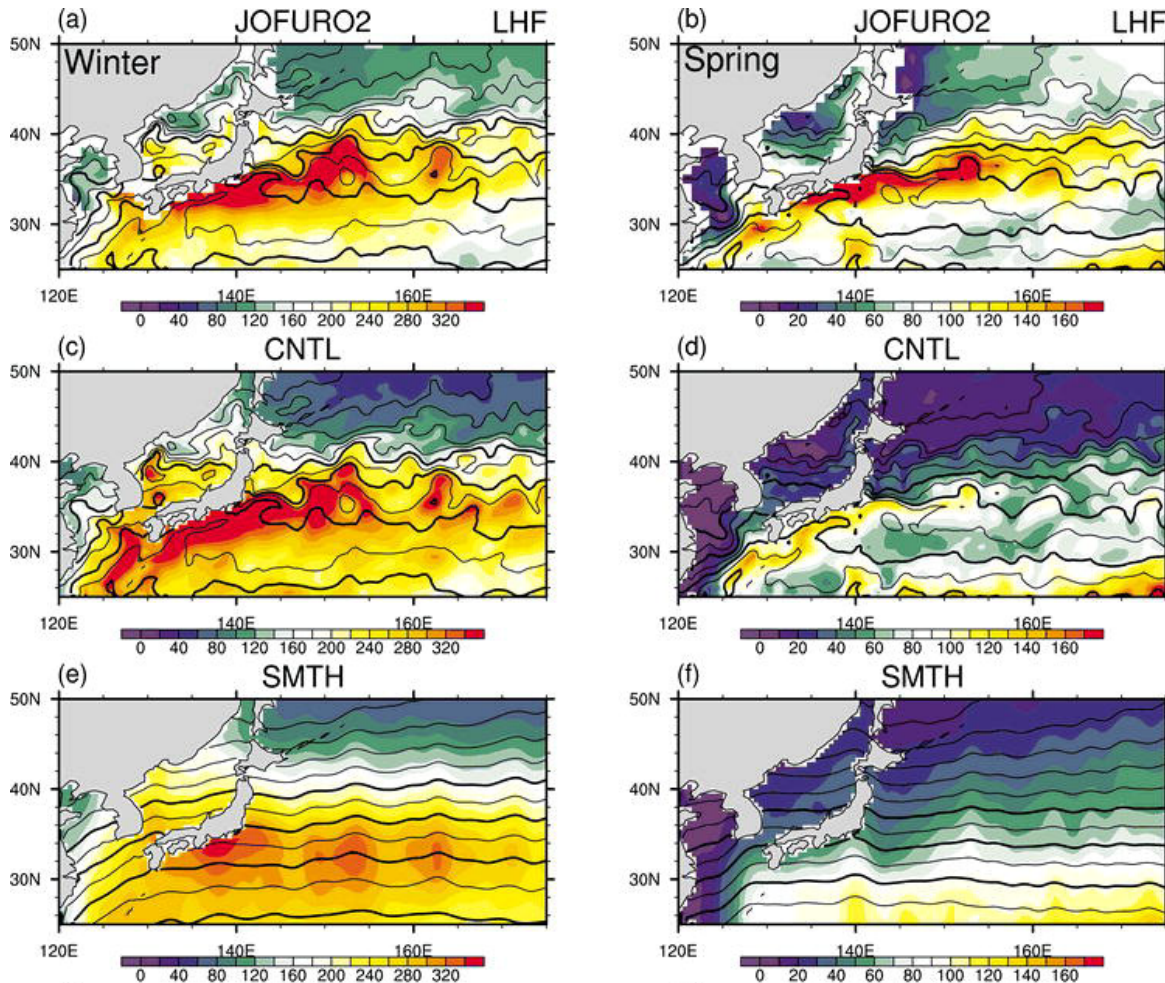 (a) JOFURO2 LHF
Winter
50N
40N
30N
120E 140E 160E
0 40 80 120 160 200 240 280 320
(b) JOFURO2 LHF
Spring
50N
40N
30N
120E 140E 160E
0 20 40 60 80 100 120 140 160
(c) CNTL
50N
40N
30N
120E 140E 160E
0 40 80 120 160 200 240 280 320
(d) CNTL
50N
40N
30N
120E 140E 160E
0 20 40 60 80 100 120 140 160
(e) SMTH
50N
40N
30N
120E 140E 160E
0 40 80 120 160 200 240 280 320
(f) SMTH
50N
40N
30N
120E 140E 160E
0 20 40 60 80 100 120 140 160